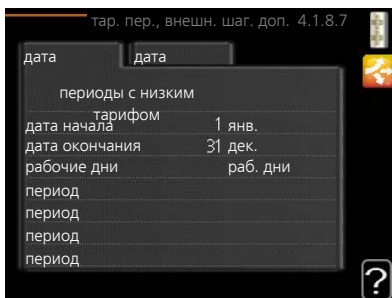 тар. пер., внешн. шаг. доп. 4.1.8.7
дата дата
периоды с низким
тарифом
дата начала 1 янв.
дата окончания 31 дек.
рабочие дни раб. дни
период
период
период
период
?